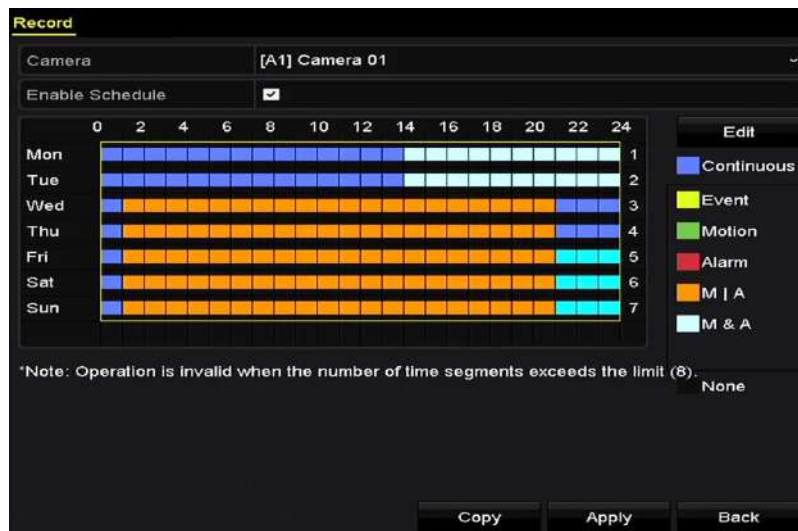 Record
Camera [A1] Camera 01
Enable Schedule
0 2 4 6 8 10 12 14 16 18 20 22 24
Edit
Mon 1
Continuous
Tue 2
Wed 3
Event
Thu 4
Motion
Fri 5
Alarm
Sat 6
M | A
Sun 7
M & A
*Note: Operation is invalid when the number of time segments exceeds the limit (8).
None
Copy Apply Back